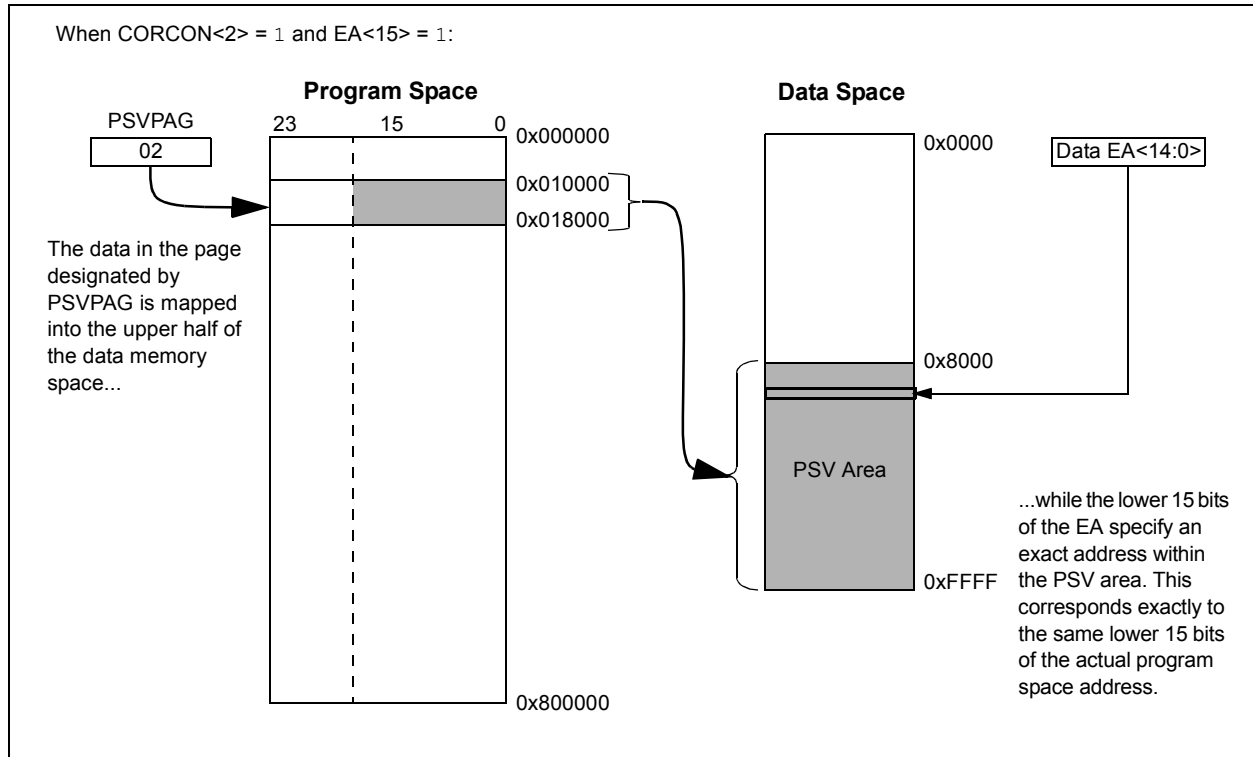 When CORCON<2> = 1 and EA<15> = 1:
Program Space
PSVPAG
02
23 15 0
0x000000
0x010000
0x018000
0x800000
The data in the page
designated by
PSVPAG is mapped
into the upper half of
the data memory
space...
Data Space
0x0000
0x8000
0xFFFF
PSV Area
Data EA<14:0>
...while the lower 15 bits
of the EA specify an
exact address within
the PSV area. This
corresponds exactly to
the same lower 15 bits
of the actual program
space address.